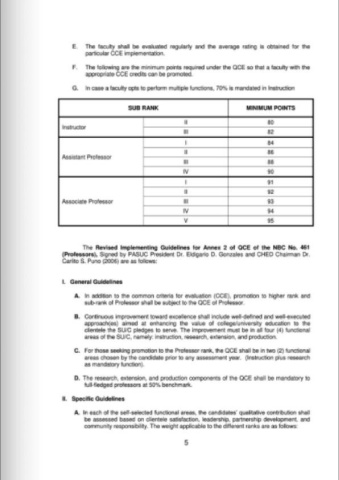 E. The faculty shall be evaluated regularly and the average rating is obtained for the
particular CCE implementation.
F. The following are the minimum points required under the QCE so that a faculty with the
appropriate CCE credits can be promoted.
G. In case a faculty opts to perform multiple functions, 70% is mandated in Instruction
SUB RANK MINIMUM POINTS
Instructor
II 80
III 82
Assistant Professor
I 84
II 86
III 88
IV 90
Associate Professor
I 91
II 92
III 93
IV 94
V 95
The Revised Implementing Guidelines for Annex 2 of QCE of the NBC No. 461
(Professors), Signed by PASUC President Dr. Eldigario D. Gonzales and CHED Chairman Dr.
Carlito S. Puno (2006) are as follows:
I. General Guidelines
A. In addition to the common criteria for evaluation (CCE), promotion to higher rank and
sub-rank of Professor shall be subject to the QCE of Professor.
B. Continuous improvement toward excellence shall include well-defined and well-executed
approach(es) aimed at enhancing the value of college/university education to the
clientele the SU/C pledges to serve. The improvement must be in all four (4) functional
areas of the SU/C, namely: instruction, research, extension, and production.
C. For those seeking promotion to the Professor rank, the QCE shall be in two (2) functional
areas chosen by the candidate prior to any assessment year. (Instruction plus research
as mandatory function).
D. The research, extension, and production components of the QCE shall be mandatory to
full-fledged professors at 50% benchmark.
II. Specific Guidelines
A. In each of the self-selected functional areas, the candidates' qualitative contribution shall
be assessed based on clientele satisfaction, leadership, partnership development, and
community responsibility. The weight applicable to the different ranks are as follows:
5